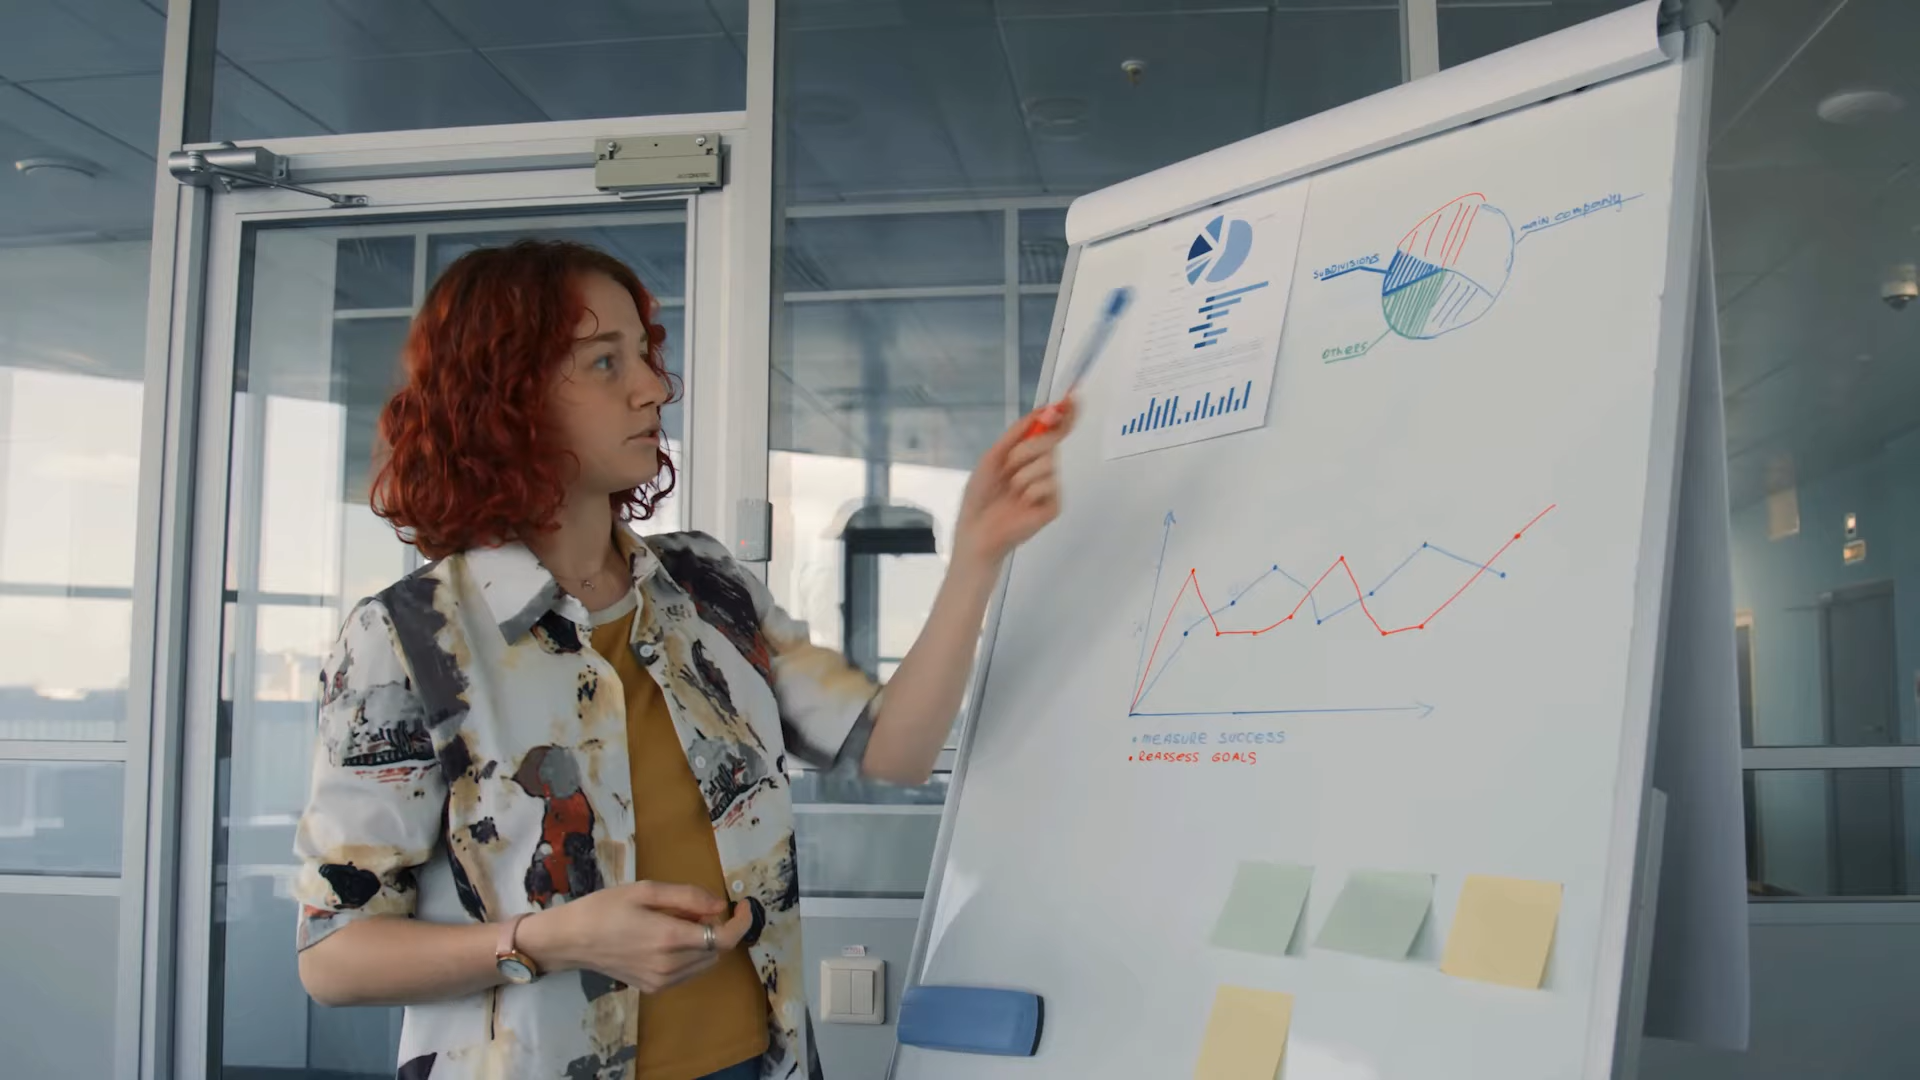 MAIN COMPANY
SUBDIVISIONS
OTHERS
• MEASURE SUCCESS
• REASSESS GOALS